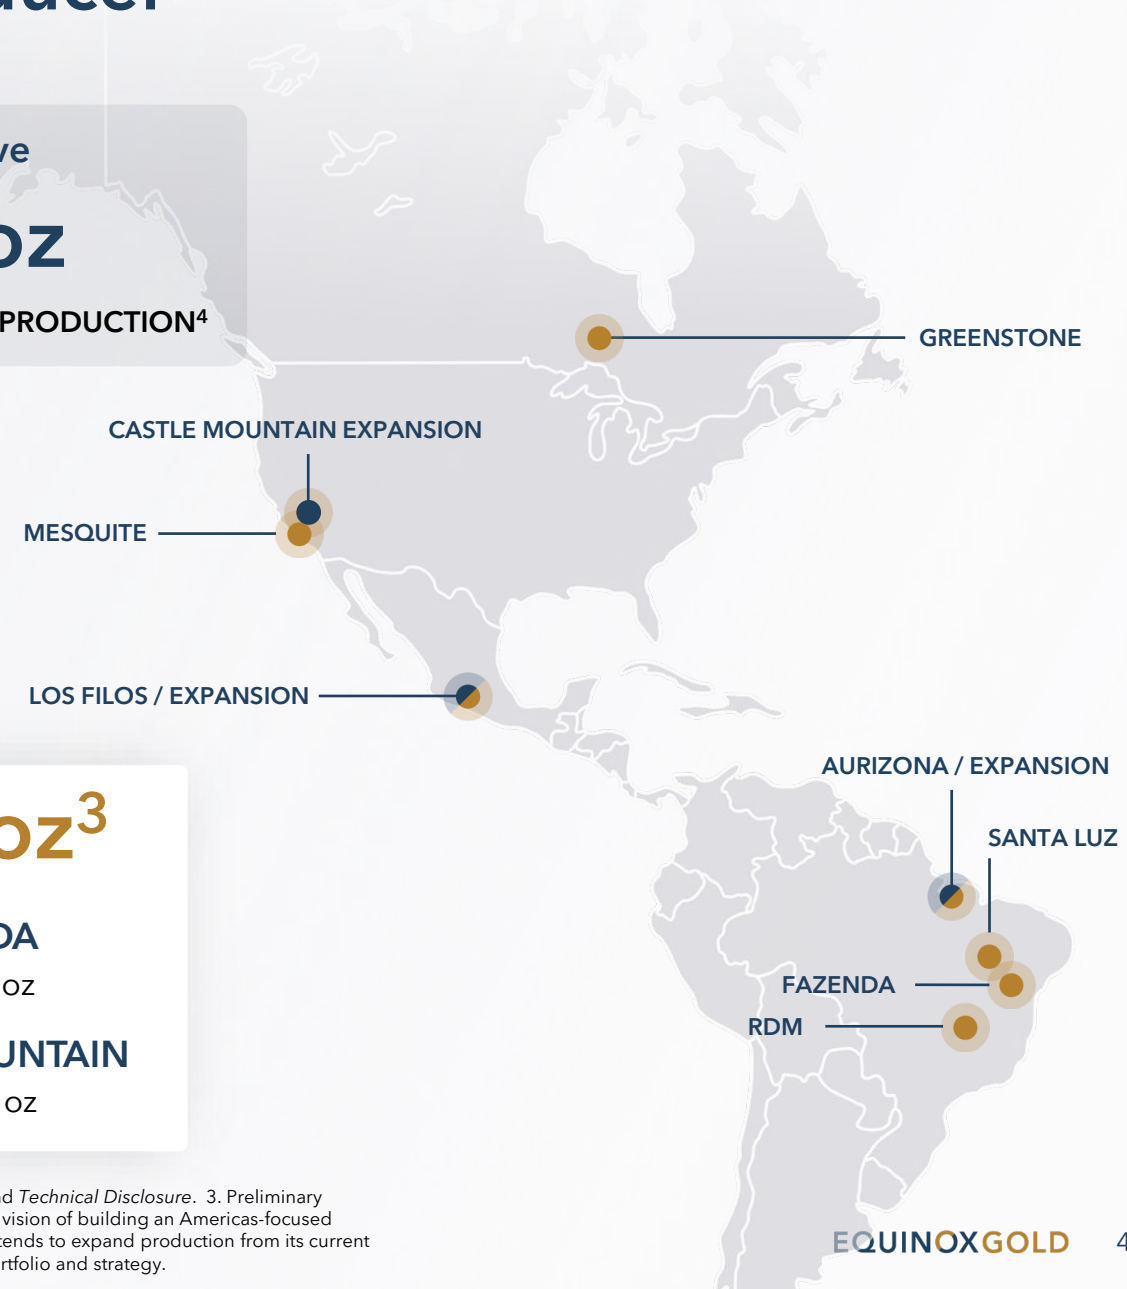 ducer
ve
oz
PRODUCTION⁴
GREENSTONE
CASTLE MOUNTAIN EXPANSION
MESQUITE
LOS FILOS / EXPANSION
AURIZONA / EXPANSION
SANTA LUZ
FAZENDA
RDM
oz³
DA
oz
UNTAIN
oz
nd Technical Disclosure. 3. Preliminary
vision of building an Americas-focused
tends to expand production from its current
rtfolio and strategy.
EQUINOXGOLD 4